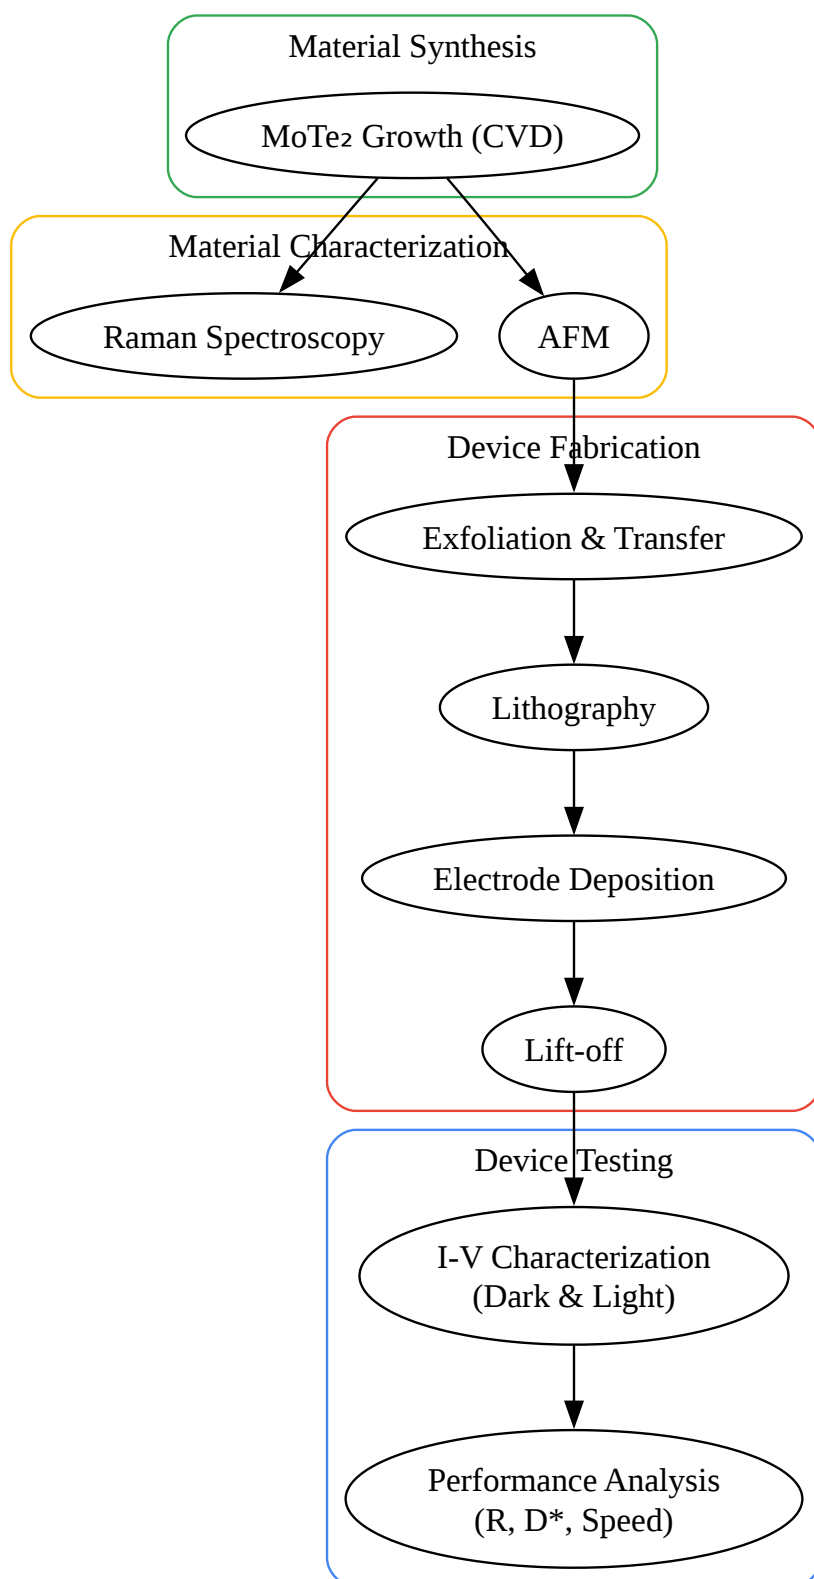 Material Synthesis
MoTe₂ Growth (CVD)
Material Characterization
Raman Spectroscopy
AFM
Device Fabrication
Exfoliation & Transfer
Lithography
Electrode Deposition
Lift-off
Device Testing
I-V Characterization
(Dark & Light)
Performance Analysis
(R, D*, Speed)